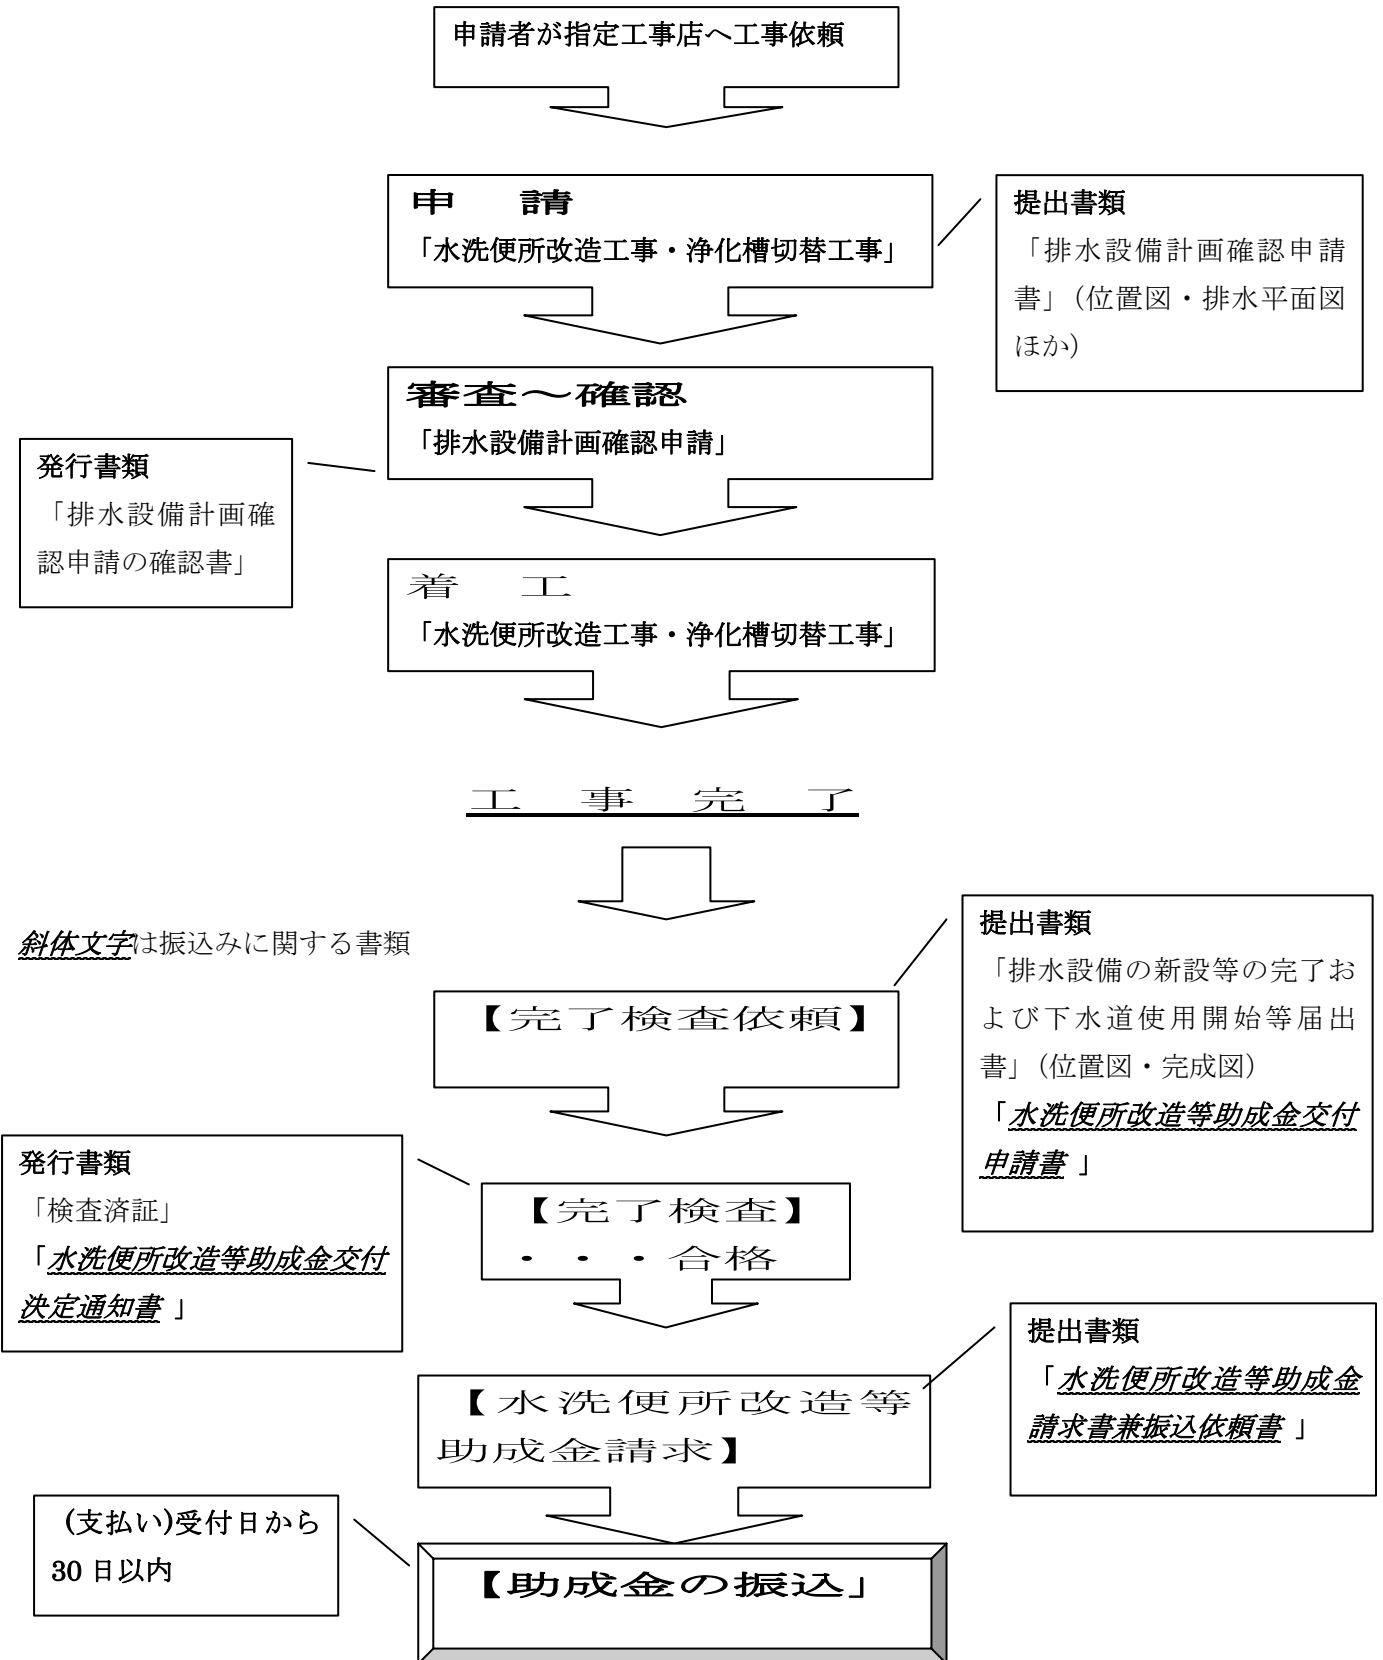 申請者が指定工事店へ工事依頼
申　請
「水洗便所改造工事・浄化槽切替工事」
提出書類
「排水設備計画確認申請
書」（位置図・排水平面図
ほか）
審査～確認
「排水設備計画確認申請」
発行書類
「排水設備計画確
認申請の確認書」
着　工
「水洗便所改造工事・浄化槽切替工事」
工　事　完　了
斜体文字は振込みに関する書類
提出書類
「排水設備の新設等の完了お
よび下水道使用開始等届出
書」（位置図・完成図）
「水洗便所改造等助成金交付
申請書 」
【完了検査依頼】
発行書類
「検査済証」
「水洗便所改造等助成金交付
決定通知書 」
【完了検査】
・・・合格
提出書類
「水洗便所改造等助成金
請求書兼振込依頼書 」
【水洗便所改造等
助成金請求】
(支払い)受付日から
30 日以内
【助成金の振込」